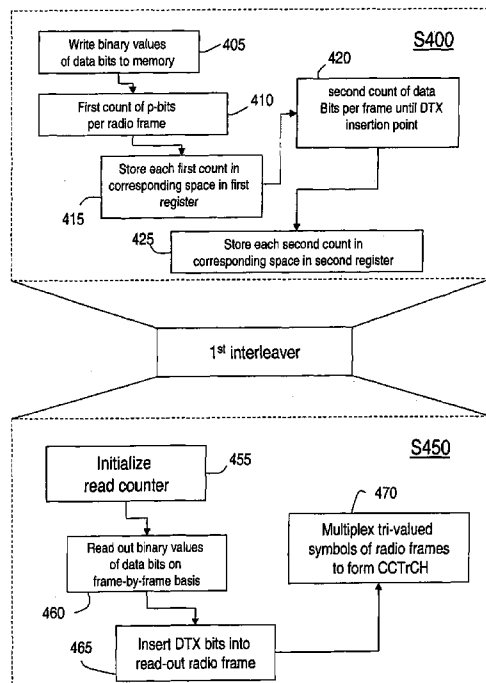 S400
Write binary values
of data bits to memory
405
420
second count of data
Bits per frame until DTX
insertion point
First count of p-bits
per radio frame
410
Store each first count in
corresponding space in first
register
415
425
Store each second count in
corresponding space in second register
1st interleaver
S450
Initialize
read counter
455
470
Multiplex tri-valued
symbols of radio frames
to form CCTrCH
Read out binary values
of data bits on
frame-by-frame basis
460
Insert DTX bits into
read-out radio frame
465